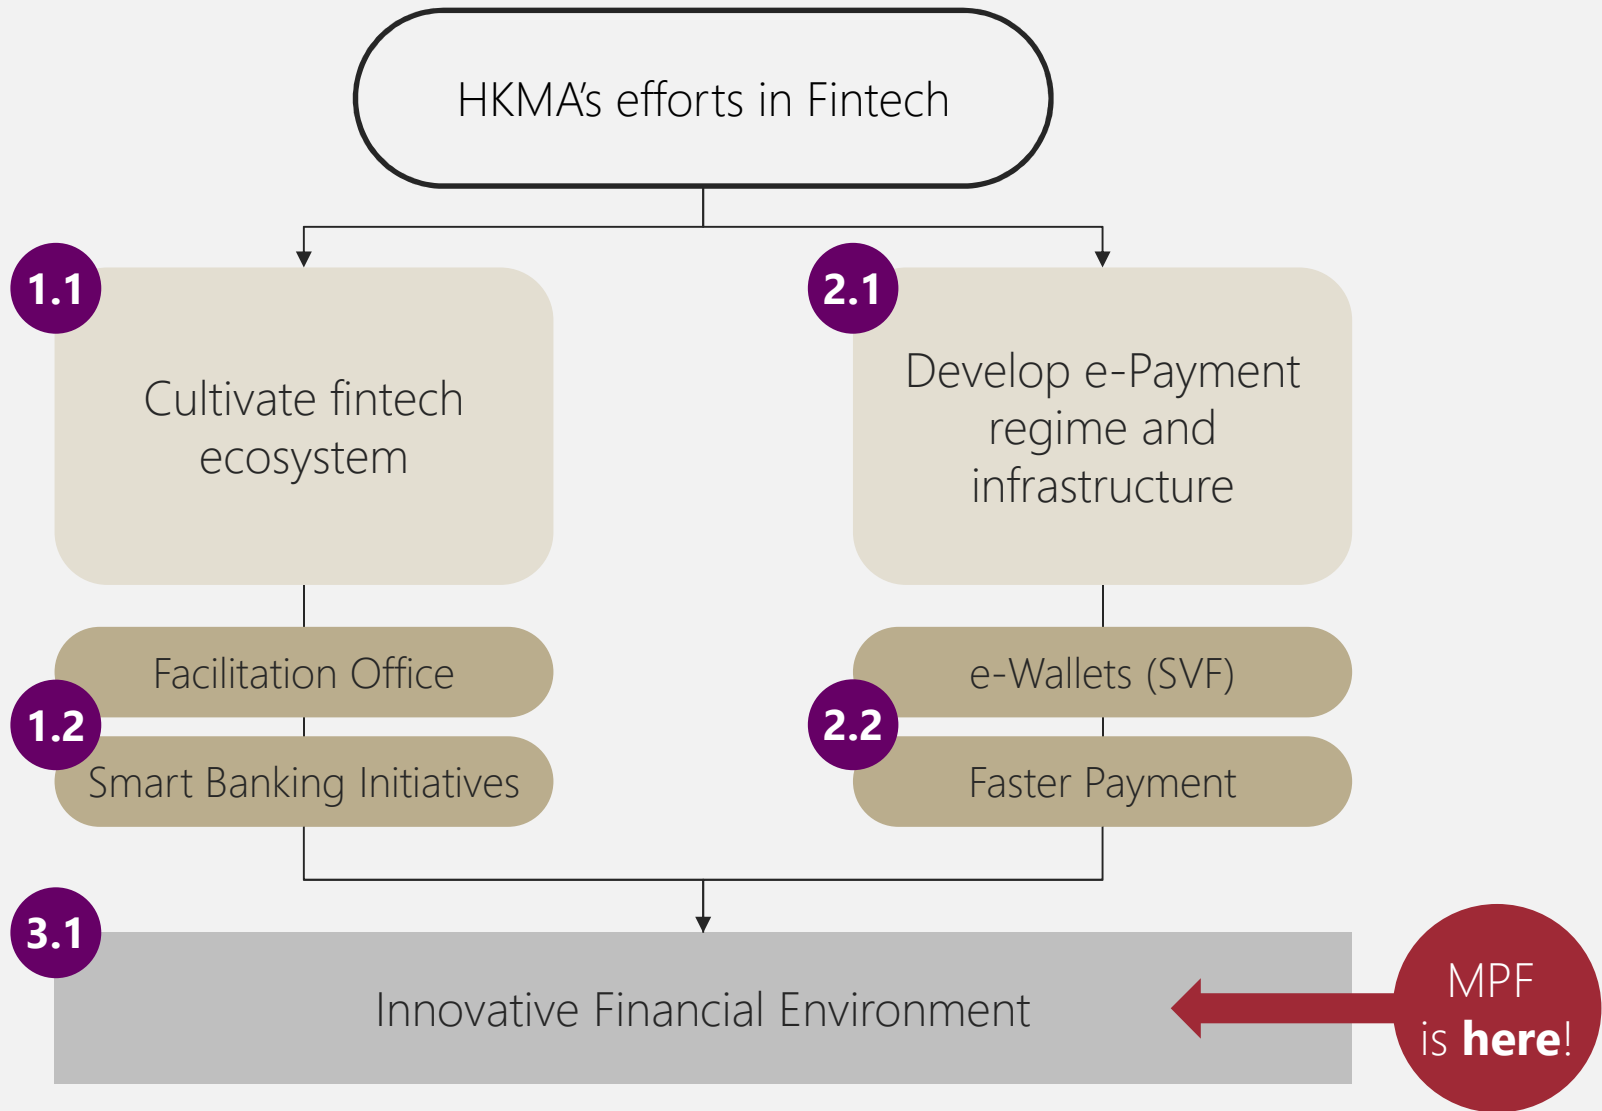 HKMA's efforts in Fintech
1.1
Cultivate fintech
ecosystem
2.1
Develop e-Payment
regime and
infrastructure
Facilitation Office
1.2
Smart Banking Initiatives
e-Wallets (SVF)
2.2
Faster Payment
3.1
Innovative Financial Environment
MPF
is here!